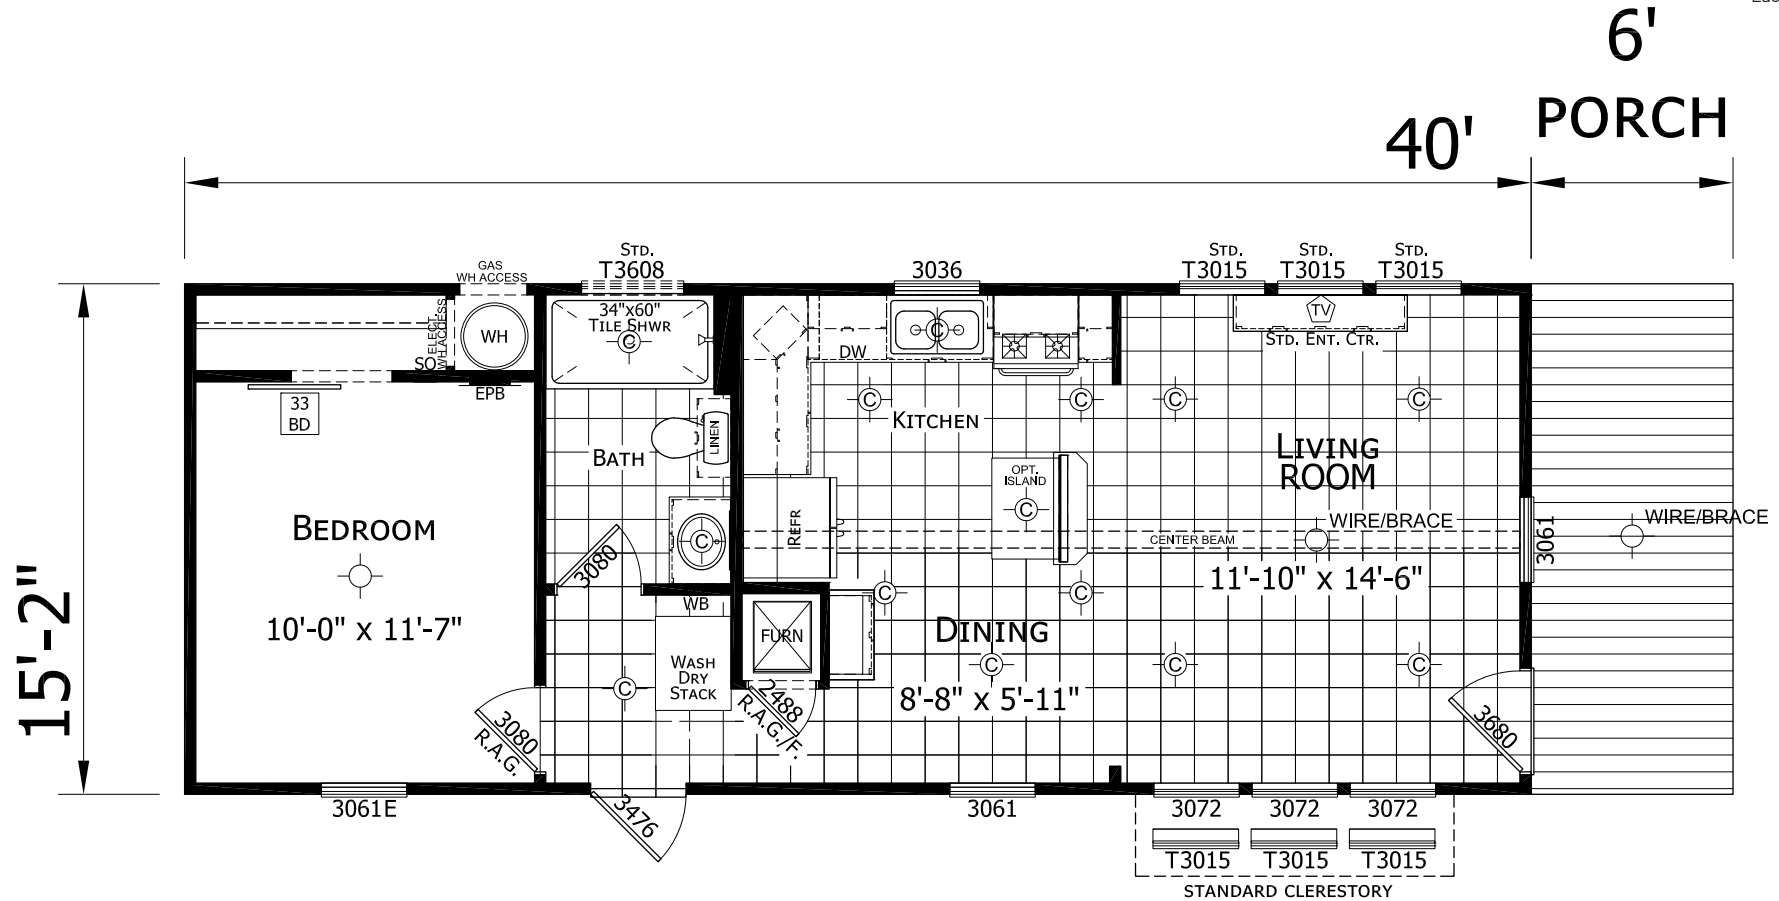 6'
PORCH
40'
15'-2"
GAS
WH ACCESS
STD.
T3608
3036
STD.
T3015
STD.
T3015
STD.
T3015
ELECT.
WH ACCESS
WH
SO
EPB
33
BD
34"x60"
TILE SHWR
C
DW
C
TV
STD. ENT. CTR.
C
C
C
C
KITCHEN
BATH
LINEN
LIVING
ROOM
OPT.
ISLAND
C
BEDROOM
10'-0" x 11'-7"
3080
C
REFR
CENTER BEAM
WIRE/BRACE
3061
WIRE/BRACE
11'-10" x 14'-6"
WB
C
C
FURN
DINING
8'-8" x 5'-11"
C
C
C
WASH
DRY
STACK
C
2488
R.A.G./F.
3080
R.A.G.
3680
3061E
3476
3061
3072
3072
3072
T3015
T3015
T3015
STANDARD CLERESTORY